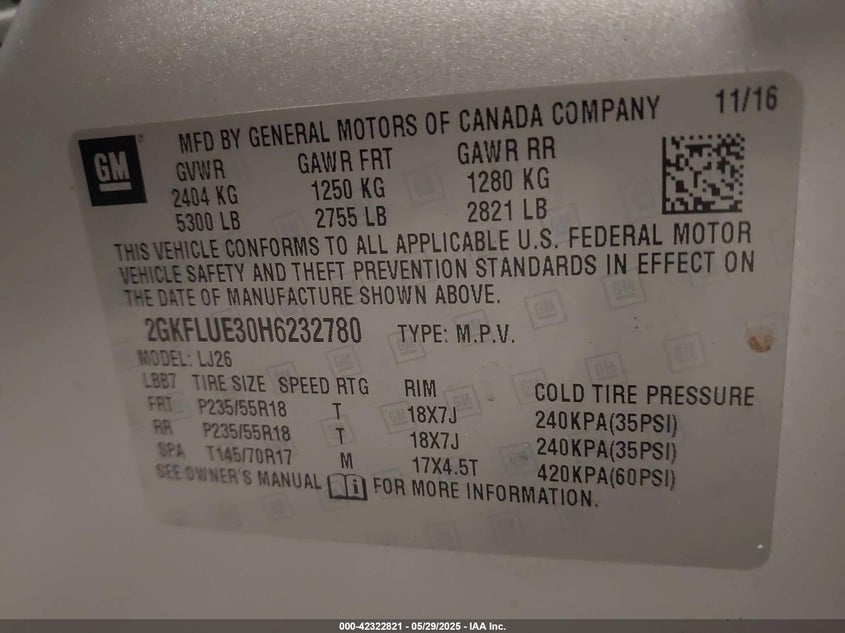 GM
MFD BY GENERAL MOTORS OF CANADA COMPANY 11/16
GVWR GAWR FRT GAWR RR
2404 KG 1250 KG 1280 KG
5300 LB 2755 LB 2821 LB
THIS VEHICLE CONFORMS TO ALL APPLICABLE U.S. FEDERAL MOTOR
VEHICLE SAFETY AND THEFT PREVENTION STANDARDS IN EFFECT ON
THE DATE OF MANUFACTURE SHOWN ABOVE.
2GKFLUE30H6232780 TYPE: M.P.V.
MODEL: LJ26
LBB7 TIRE SIZE SPEED RTG RIM COLD TIRE PRESSURE
FRT P235/55R18 T 18X7J 240KPA(35PSI)
RR P235/55R18 T 18X7J 240KPA(35PSI)
SPA T145/70R17 M 17X4.5T 420KPA(60PSI)
SEE OWNER'S MANUAL FOR MORE INFORMATION.
000-42322821 - 05/29/2025 - IAA Inc.